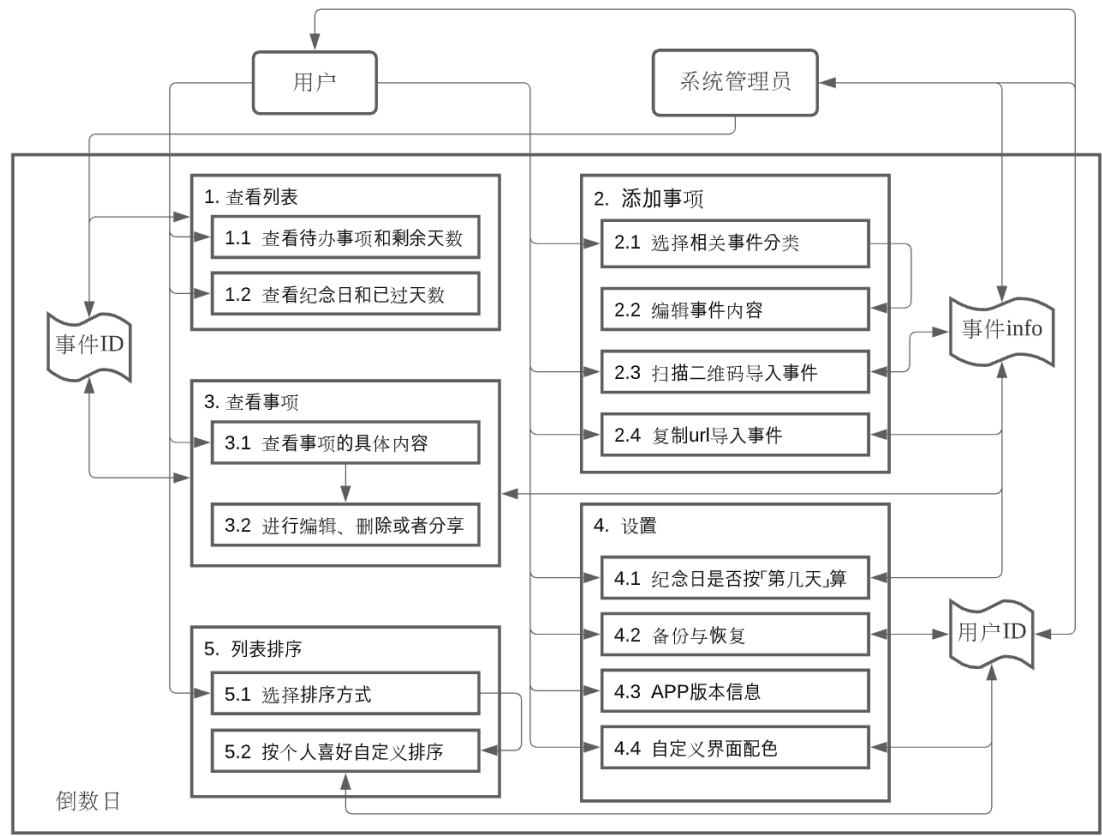 用户
系统管理员
1. 查看列表
1.1 查看待办事项和剩余天数
1.2 查看纪念日和已过天数
2. 添加事项
2.1 选择相关事件分类
2.2 编辑事件内容
2.3 扫描二维码导入事件
2.4 复制url导入事件
事件ID
事件info
3. 查看事项
3.1 查看事项的具体内容
3.2 进行编辑、删除或者分享
4. 设置
4.1 纪念日是否按「第几天」算
4.2 备份与恢复
4.3 APP版本信息
4.4 自定义界面配色
用户ID
5. 列表排序
5.1 选择排序方式
5.2 按个人喜好自定义排序
倒数日